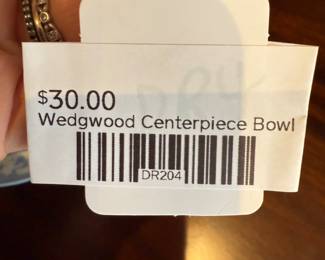 $30.00
Wedgwood Centerpiece Bowl
DR204